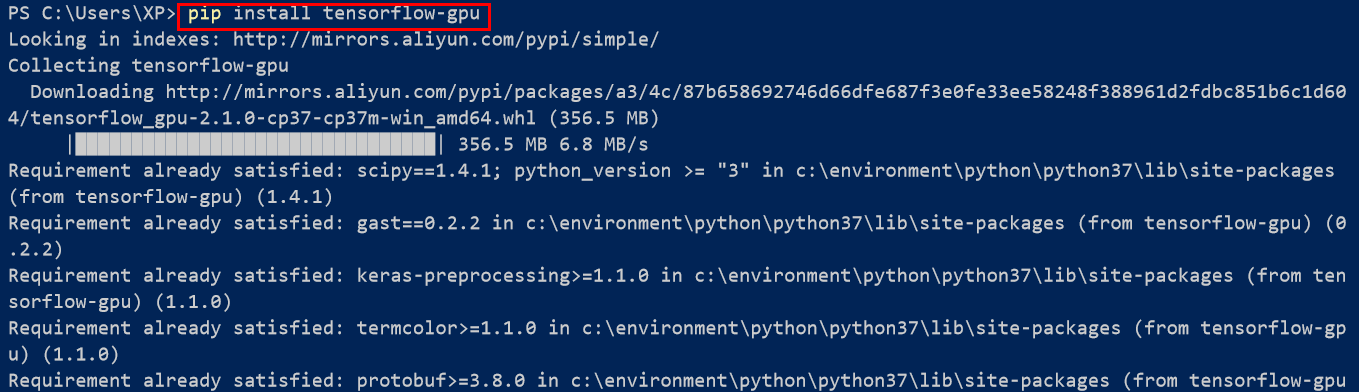 PS C:\Users\XP> pip install tensorflow-gpu
Looking in indexes: http://mirrors.aliyun.com/pypi/simple/
Collecting tensorflow-gpu
  Downloading http://mirrors.aliyun.com/pypi/packages/a3/4c/87b658692746d66dfe687f3e0fe33ee58248f388961d2fdbc851b6c1d60
4/tensorflow_gpu-2.1.0-cp37-cp37m-win_amd64.whl (356.5 MB)
     |████████████████████████████████| 356.5 MB 6.8 MB/s
Requirement already satisfied: scipy==1.4.1; python_version >= "3" in c:\environment\python\python37\lib\site-packages
(from tensorflow-gpu) (1.4.1)
Requirement already satisfied: gast==0.2.2 in c:\environment\python\python37\lib\site-packages (from tensorflow-gpu) (0
.2.2)
Requirement already satisfied: keras-preprocessing>=1.1.0 in c:\environment\python\python37\lib\site-packages (from ten
sorflow-gpu) (1.1.0)
Requirement already satisfied: termcolor>=1.1.0 in c:\environment\python\python37\lib\site-packages (from tensorflow-gp
u) (1.1.0)
Requirement already satisfied: protobuf>=3.8.0 in c:\environment\python\python37\lib\site-packages (from tensorflow-gpu